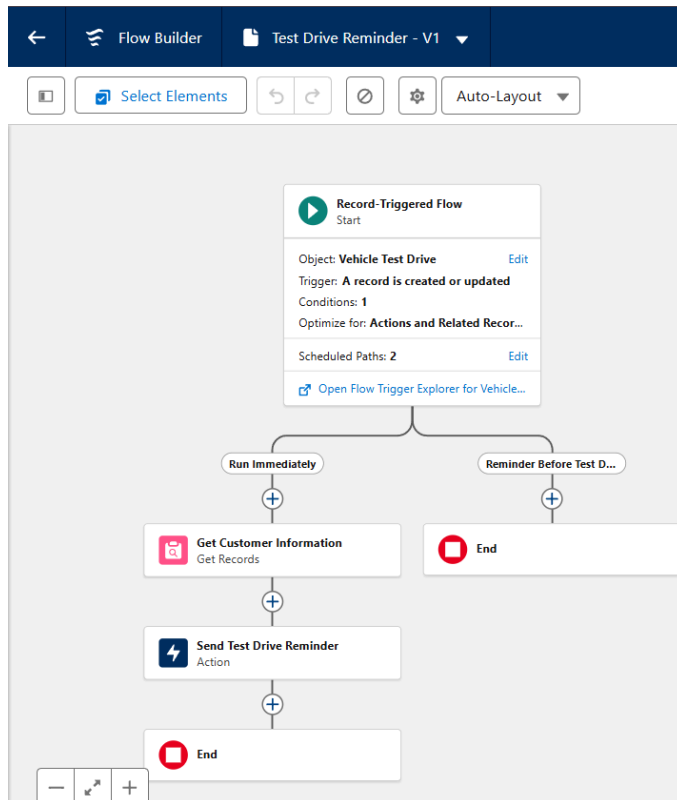 Flow Builder
Test Drive Reminder - V1
Select Elements
Auto-Layout
Record-Triggered Flow
Start
Object: Vehicle Test Drive
Edit
Trigger: A record is created or updated
Conditions: 1
Optimize for: Actions and Related Recor...
Scheduled Paths: 2
Edit
Open Flow Trigger Explorer for Vehicle...
Run Immediately
Reminder Before Test D...
Get Customer Information
Get Records
End
Send Test Drive Reminder
Action
End